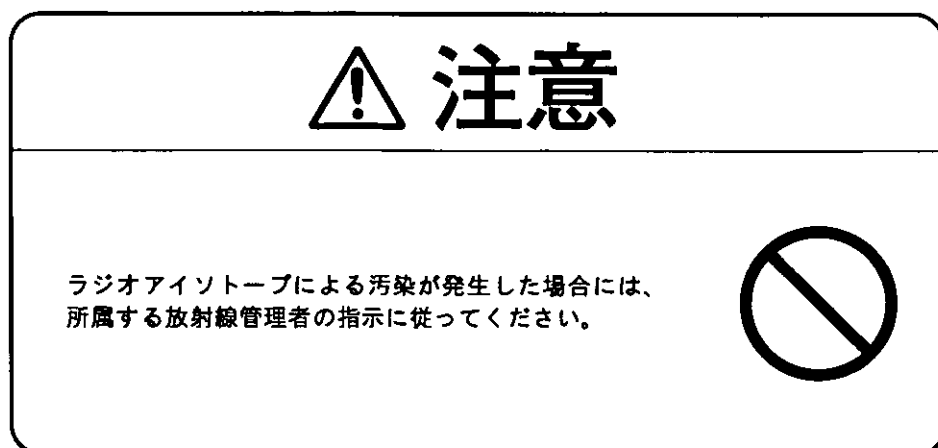 注意
ラジオアイソトープによる汚染が発生した場合には、
所属する放射線管理者の指示に従ってください。